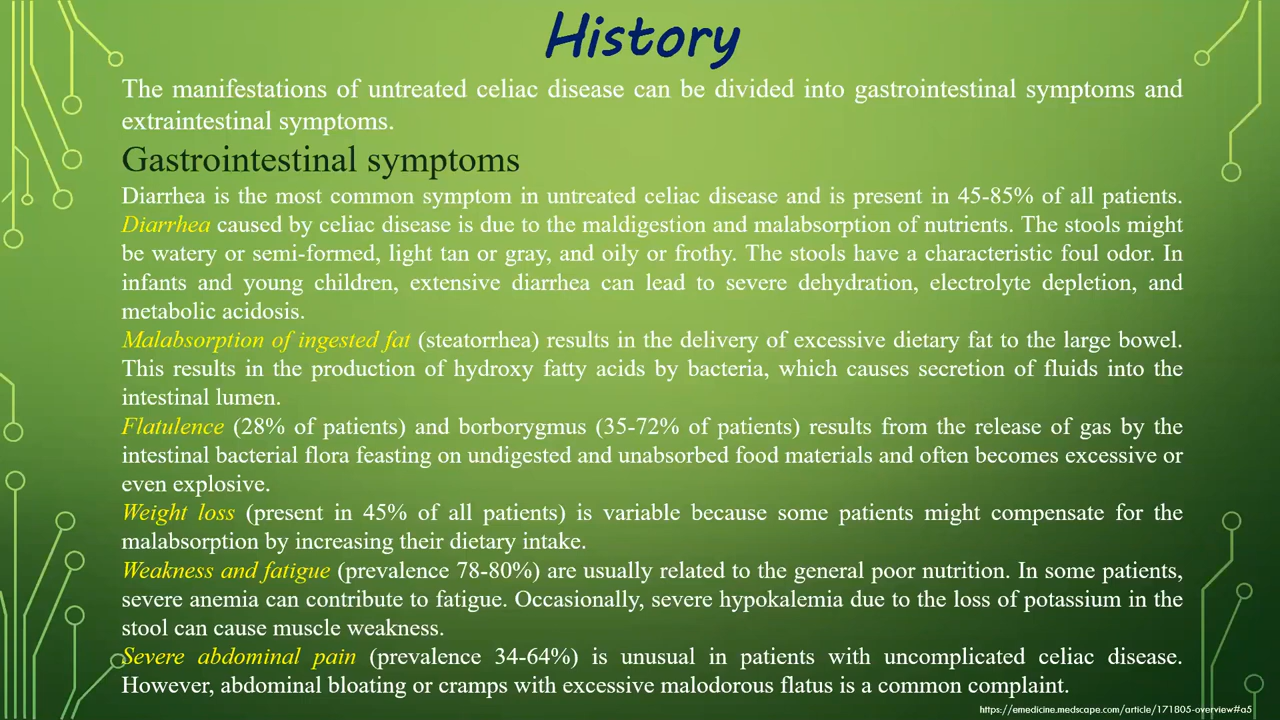 History
The manifestations of untreated celiac disease can be divided into gastrointestinal symptoms and
extraintestinal symptoms.
Gastrointestinal symptoms
Diarrhea is the most common symptom in untreated celiac disease and is present in 45-85% of all patients.
Diarrhea caused by celiac disease is due to the maldigestion and malabsorption of nutrients. The stools might
be watery or semi-formed, light tan or gray, and oily or frothy. The stools have a characteristic foul odor. In
infants and young children, extensive diarrhea can lead to severe dehydration, electrolyte depletion, and
metabolic acidosis.
Malabsorption of ingested fat (steatorrhea) results in the delivery of excessive dietary fat to the large bowel.
This results in the production of hydroxy fatty acids by bacteria, which causes secretion of fluids into the
intestinal lumen.
Flatulence (28% of patients) and borborygmus (35-72% of patients) results from the release of gas by the
intestinal bacterial flora feasting on undigested and unabsorbed food materials and often becomes excessive or
even explosive.
Weight loss (present in 45% of all patients) is variable because some patients might compensate for the
malabsorption by increasing their dietary intake.
Weakness and fatigue (prevalence 78-80%) are usually related to the general poor nutrition. In some patients,
severe anemia can contribute to fatigue. Occasionally, severe hypokalemia due to the loss of potassium in the
stool can cause muscle weakness.
Severe abdominal pain (prevalence 34-64%) is unusual in patients with uncomplicated celiac disease.
However, abdominal bloating or cramps with excessive malodorous flatus is a common complaint.
https://emedicine.medscape.com/article/171805-overview#a5